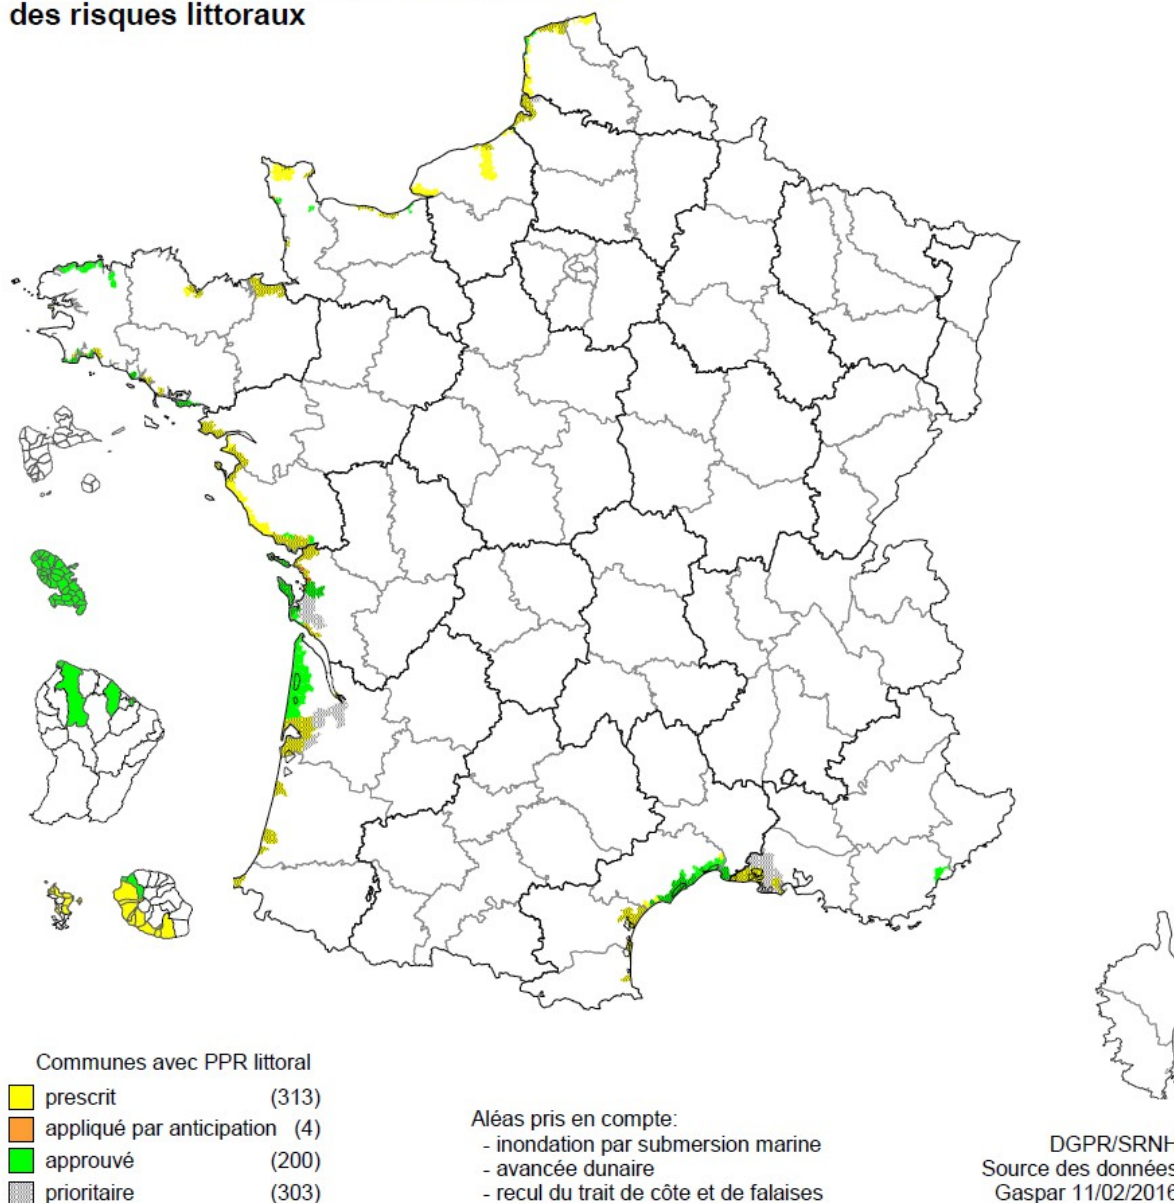 des risques littoraux
Communes avec PPR littoral
prescrit (313)
appliqué par anticipation (4)
approuvé (200)
prioritaire (303)
Aléas pris en compte:
- inondation par submersion marine
- avancée dunaire
- recul du trait de côte et de falaises
DGPR/SRNH
Source des données
Gaspar 11/02/2016